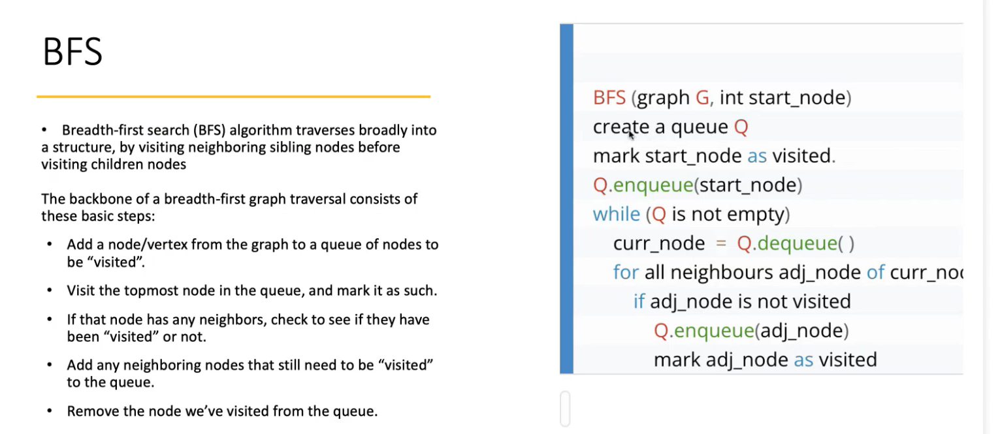 BFS
• Breadth-first search (BFS) algorithm traverses broadly into
a structure, by visiting neighboring sibling nodes before
visiting children nodes
The backbone of a breadth-first graph traversal consists of
these basic steps:
• Add a node/vertex from the graph to a queue of nodes to
be “visited”.
• Visit the topmost node in the queue, and mark it as such.
• If that node has any neighbors, check to see if they have
been “visited” or not.
• Add any neighboring nodes that still need to be “visited”
to the queue.
• Remove the node we’ve visited from the queue.
BFS (graph G, int start_node)
create a queue Q
mark start_node as visited.
Q.enqueue(start_node)
while (Q is not empty)
curr_node = Q.dequeue( )
for all neighbours adj_node of curr_noc
if adj_node is not visited
Q.enqueue(adj_node)
mark adj_node as visited